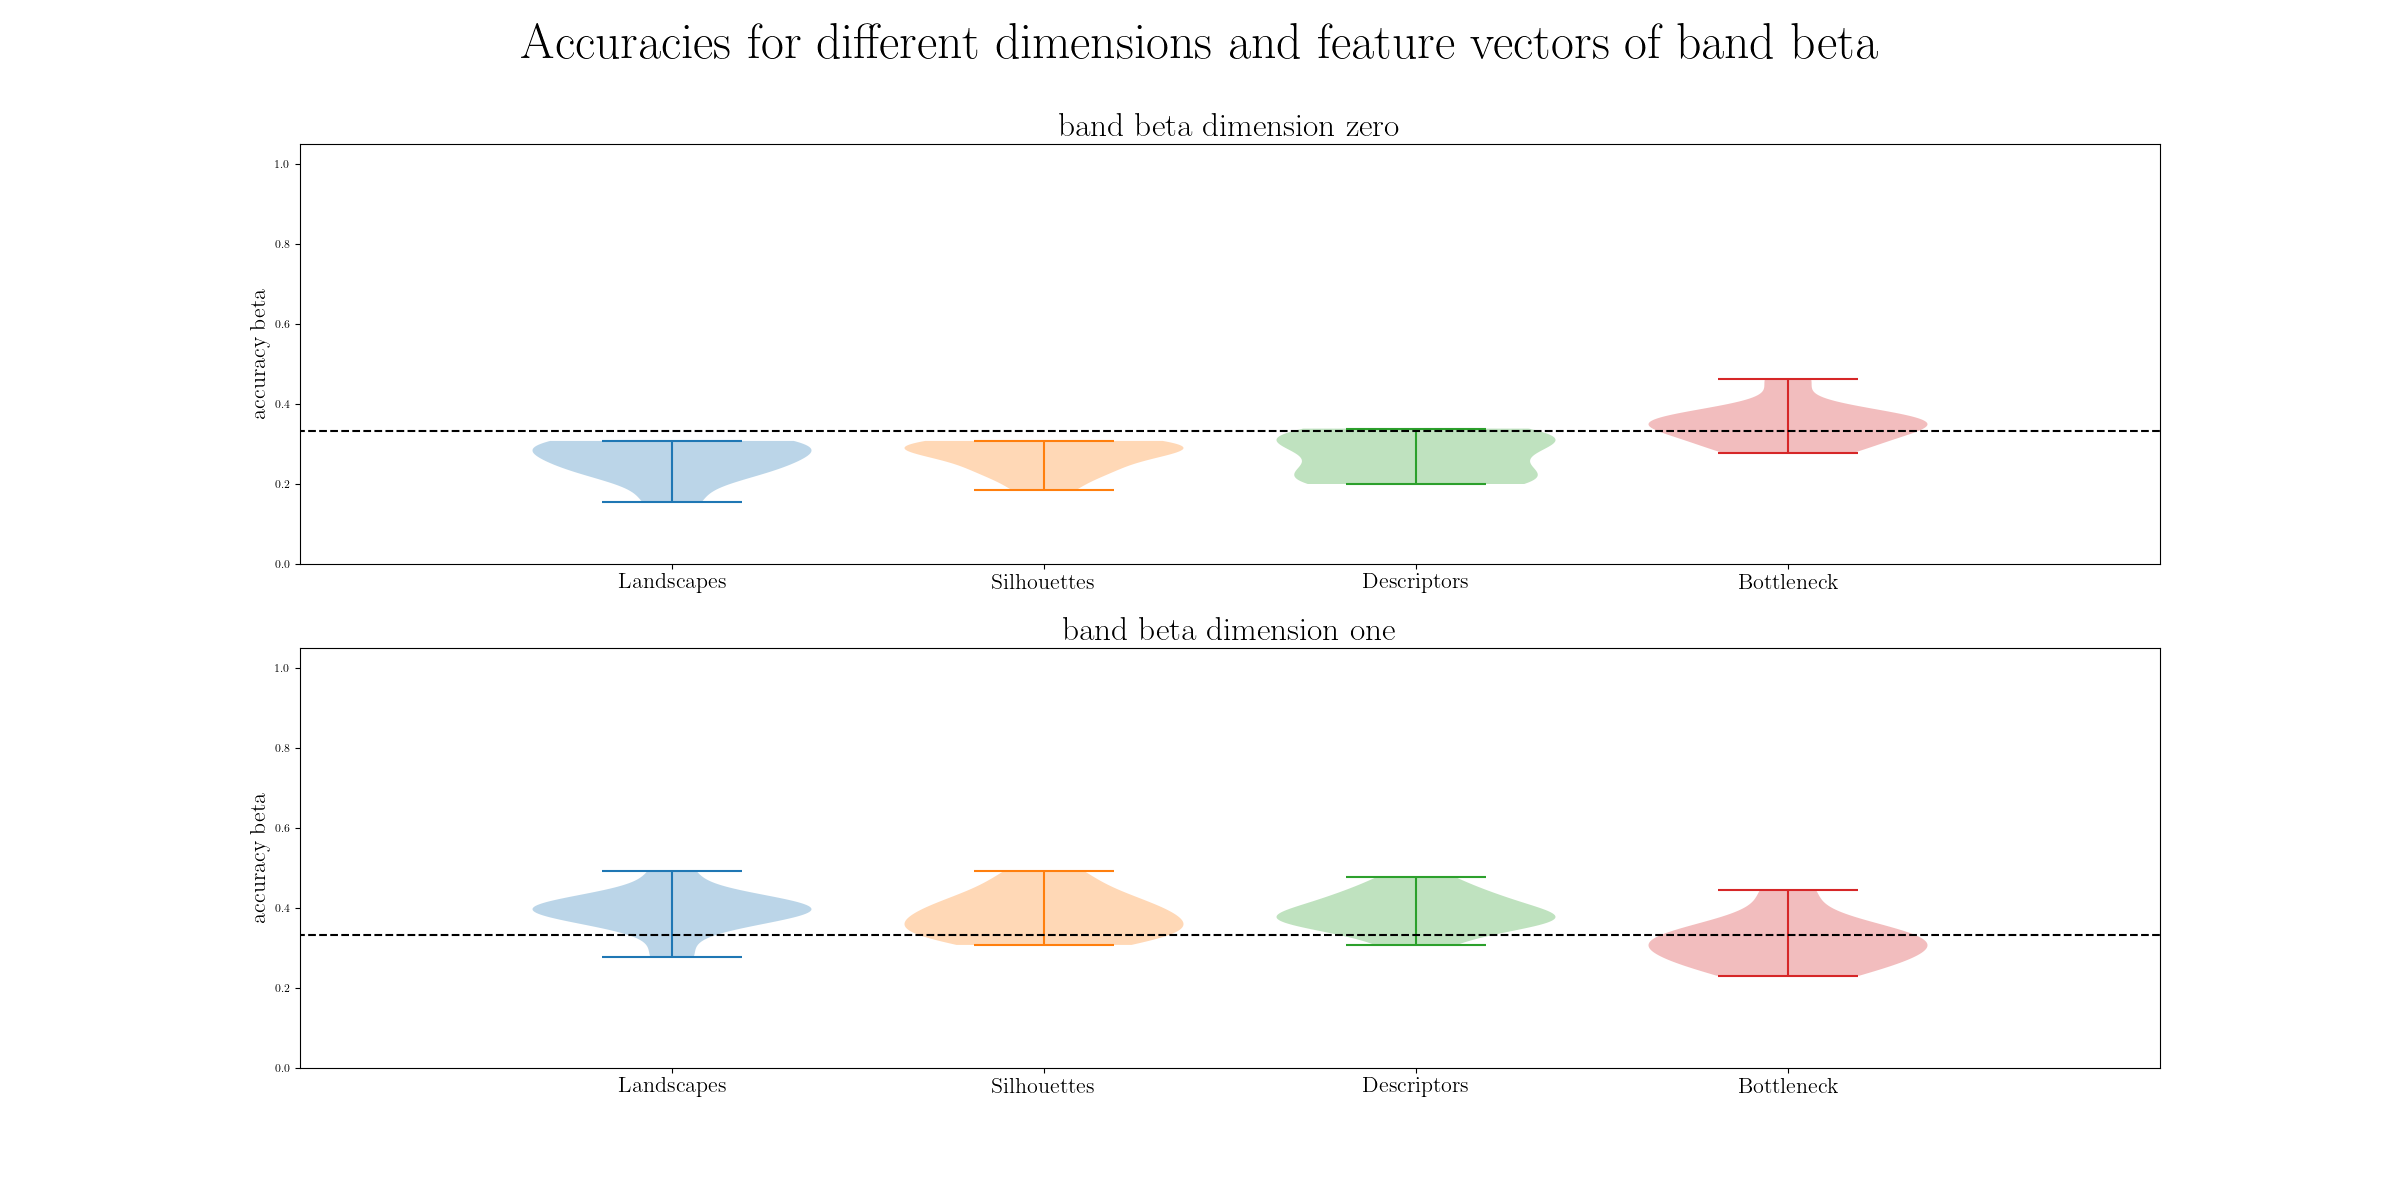 Accuracies for different dimensions and feature vectors of band beta
band beta dimension zero
1.0
0.8
0.6
0.4
0.2
0.0
accuracy beta
Landscapes Silhouettes Descriptors Bottleneck
band beta dimension one
1.0
0.8
0.6
0.4
0.2
0.0
accuracy beta
Landscapes Silhouettes Descriptors Bottleneck